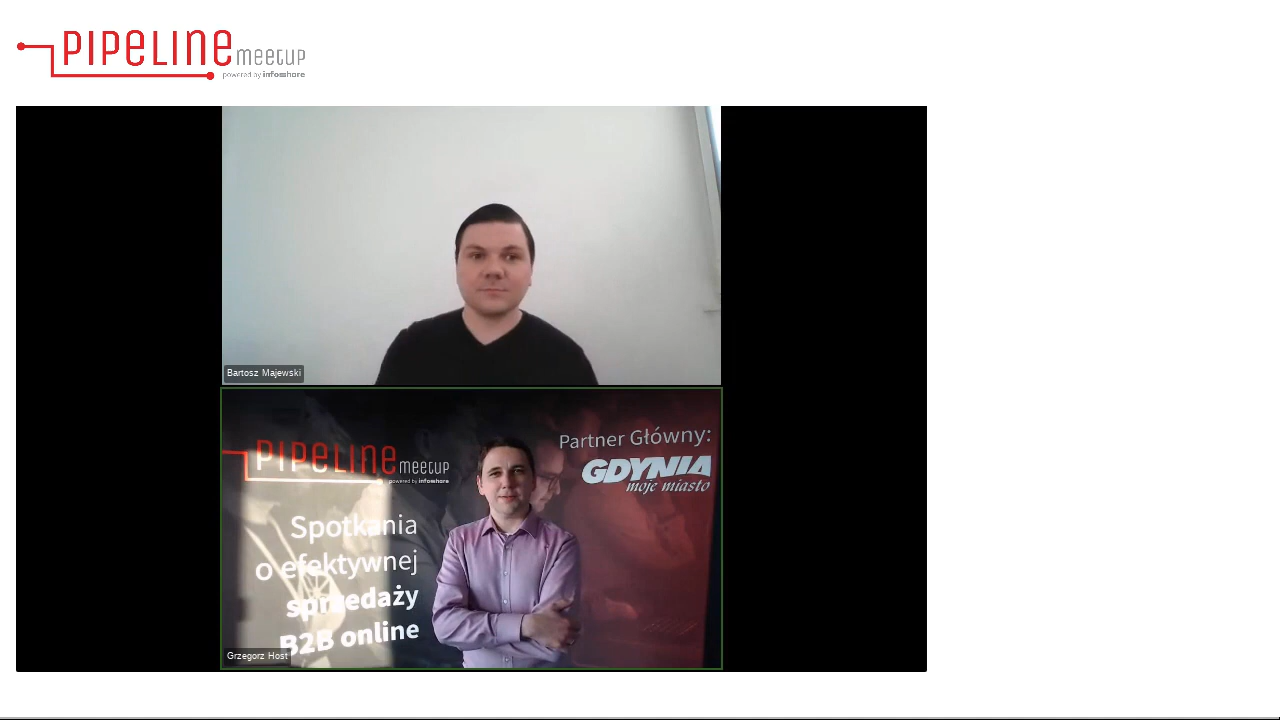 PIPELINE meetup
powered by infoshare
Bartosz Majewski
PIPELINE meetup
powered by infoshare
Partner Główny:
GDYNIA
moje miasto
Spotkania
o efektywnej
sprzedaży
B2B online
Grzegorz Host